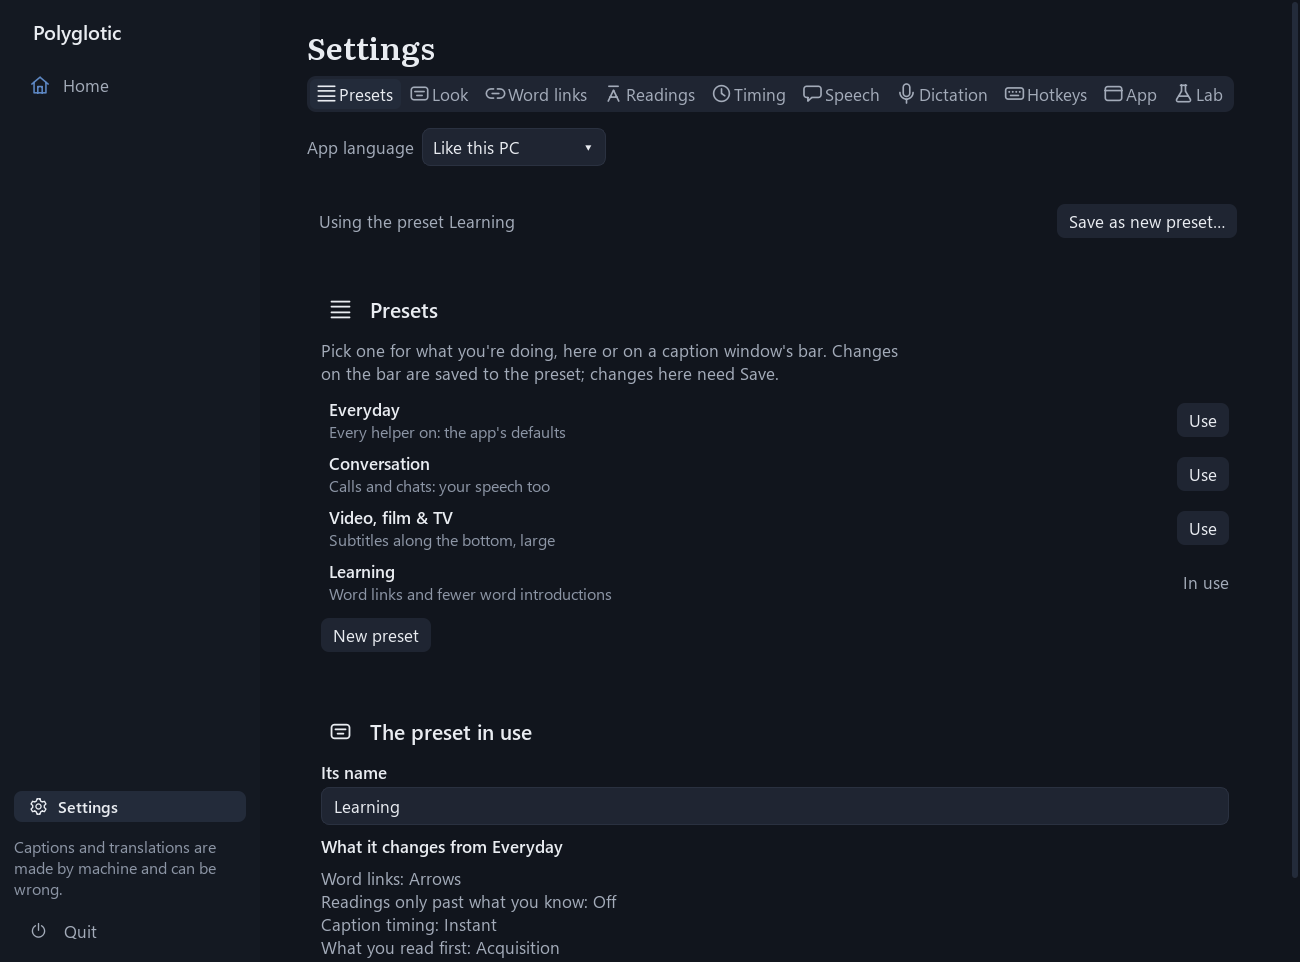 Polyglotic
Home
Settings
Presets
Look
Word links
Readings
Timing
Speech
Dictation
Hotkeys
App
Lab
App language
Like this PC
Using the preset Learning
Save as new preset...
Presets
Pick one for what you're doing, here or on a caption window's bar. Changes
on the bar are saved to the preset; changes here need Save.
Everyday
Every helper on: the app's defaults
Use
Conversation
Calls and chats: your speech too
Use
Video, film & TV
Subtitles along the bottom, large
Use
Learning
Word links and fewer word introductions
In use
New preset
The preset in use
Its name
Learning
What it changes from Everyday
Word links: Arrows
Readings only past what you know: Off
Caption timing: Instant
What you read first: Acquisition
Settings
Captions and translations are
made by machine and can be
wrong.
Quit